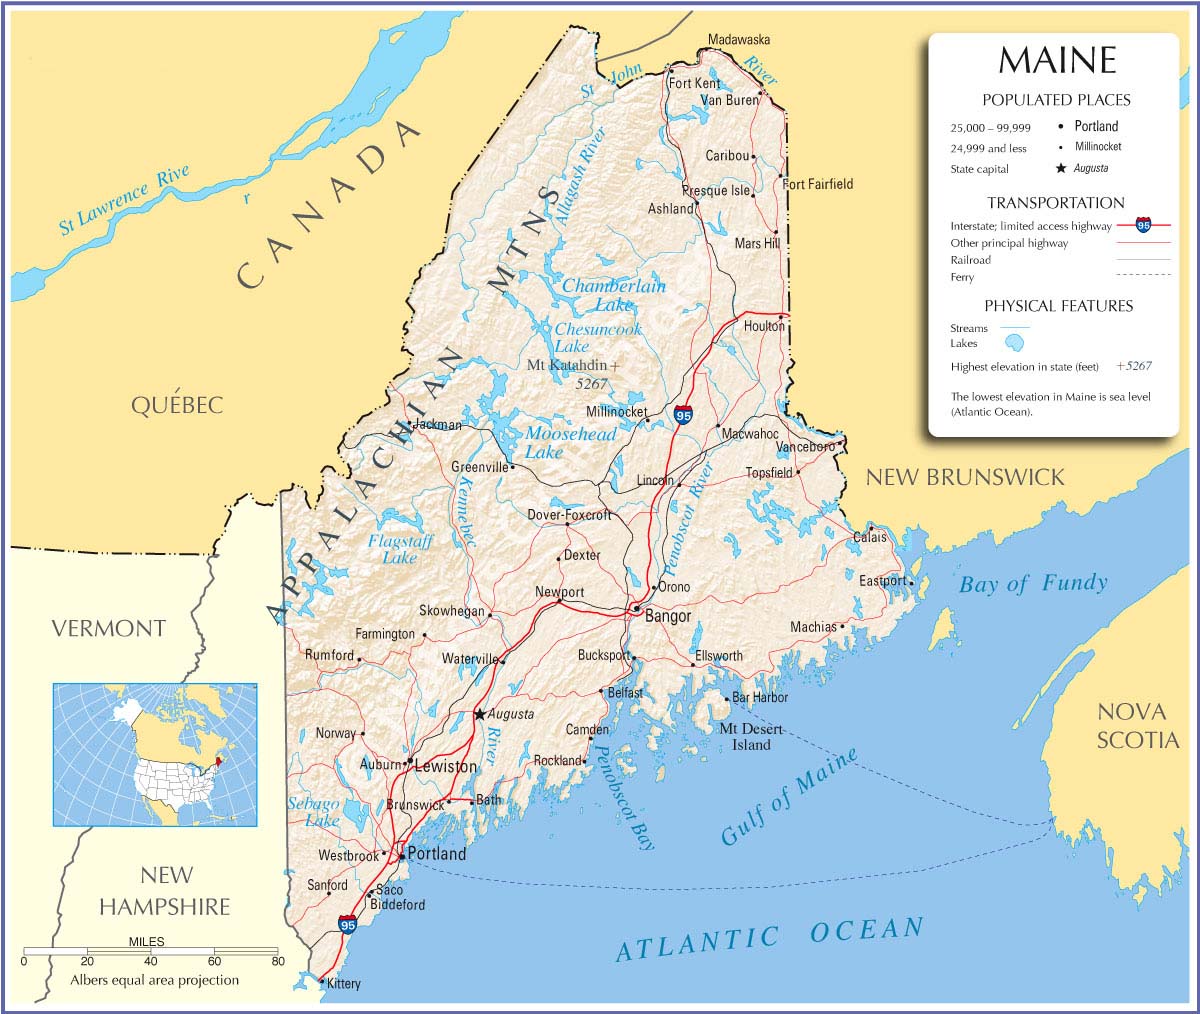 MAINE
POPULATED PLACES
25,000 – 99,999 Portland
24,999 and less Millinocket
State capital Augusta
TRANSPORTATION
Interstate; limited access highway 95
Other principal highway
Railroad
Ferry
PHYSICAL FEATURES
Streams
Lakes
Highest elevation in state (feet) +5267
The lowest elevation in Maine is sea level
(Atlantic Ocean).
Madawaska
St John
River
Fort Kent
Van Buren
St Lawrence Rive
r
CANADA
Allagash River
Caribou
Fort Fairfield
Presque Isle
Ashland
Mars Hill
APPALACHIAN MTNS
Chamberlain
Lake
Chesuncook
Lake
Houlton
Mt Katahdin +
5267
QUÉBEC
Millinocket
95
Jackman
Moosehead
Lake
Macwahoc
Vanceboro
Greenville
Lincoln
Topsfield
NEW BRUNSWICK
Kennebec
Penobscot River
Dover-Foxcroft
Flagstaff
Lake
Calais
Dexter
Eastport
Bay of Fundy
Newport
Orono
Skowhegan
Bangor
VERMONT
Farmington
Machias
Rumford
Waterville
Bucksport
Ellsworth
Belfast
Bar Harbor
Augusta
NOVA
SCOTIA
Norway
River
Camden
Mt Desert
Island
Auburn
Lewiston
Rockland
Penobscot Bay
Gulf of Maine
Sebago
Lake
Brunswick
Bath
Westbrook
Portland
NEW
HAMPSHIRE
Sanford
Saco
Biddeford
95
ATLANTIC OCEAN
MILES
0 20 40 60 80
Albers equal area projection
Kittery